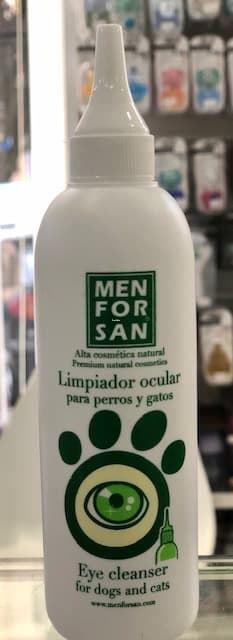 MEN
FOR
SAN
Alta cosmética natural
Premium natural cosmetics
Limpiador ocular
para perros y gatos
Eye cleanser
for dogs and cats
www.menforsan.com